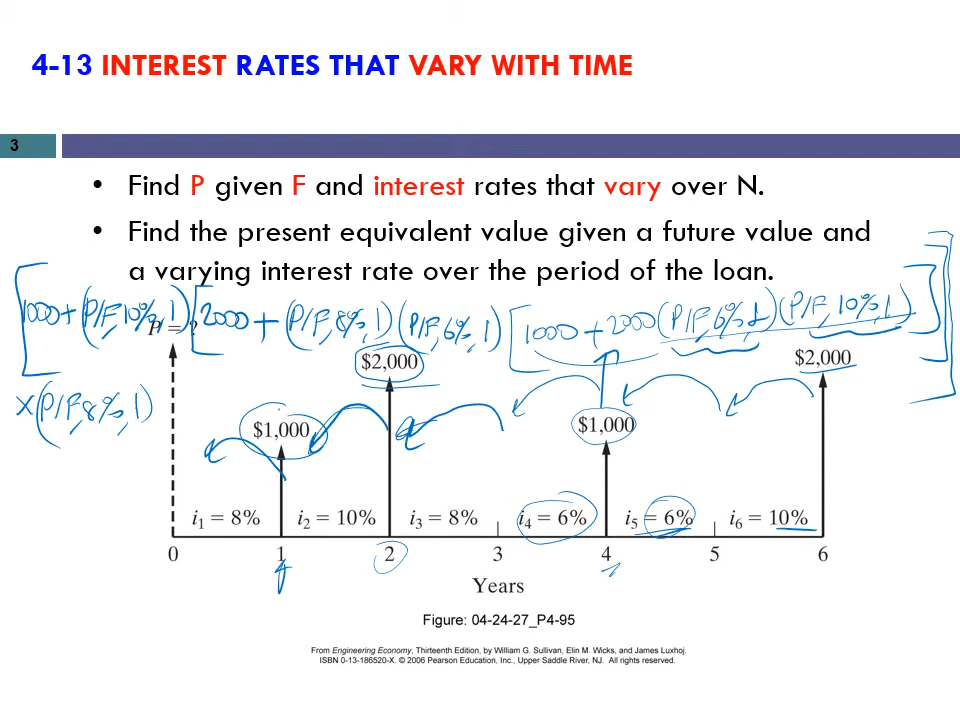 4-13 INTEREST RATES THAT VARY WITH TIME
3
• Find P given F and interest rates that vary over N.
• Find the present equivalent value given a future value and
a varying interest rate over the period of the loan.
[1000 + (P/F, 10%, 1) [2000 + (P/F, 8%, 1) (P/F, 6%, 1) [1000 + 2000 (P/F, 6%, 1) (P/F, 10%, 1)]]]
P = ?
x (P/F, 8%, 1)
$2,000
$2,000
$1,000
$1,000
i1 = 8% i2 = 10% i3 = 8% i4 = 6% i5 = 6% i6 = 10%
0 1 2 3 4 5 6
Years
Figure: 04-24-27_P4-95
From Engineering Economy, Thirteenth Edition, by William G. Sullivan, Elin M. Wicks, and James Luxhoj.
ISBN 0-13-186520-X. © 2006 Pearson Education, Inc., Upper Saddle River, NJ. All rights reserved.